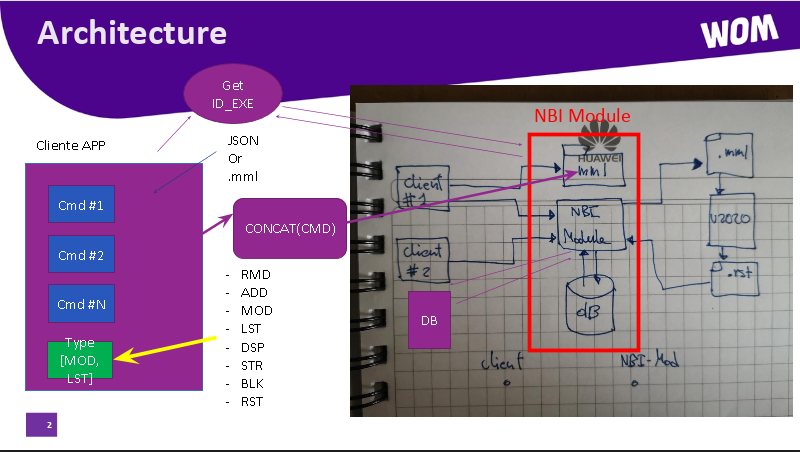 Architecture
WOM
Get
ID_EXE
Cliente APP
JSON
Or
.mml
Cmd #1
Cmd #2
Cmd #N
Type
[MOD,
LST]
CONCAT(CMD)
- RMD
- ADD
- MOD
- LST
- DSP
- STR
- BLK
- RST
DB
NBI Module
HUAWEI
mml
client
#1
NBI
Module
client
#2
dB
.mml
U2020
.rst
client
NBI-Mod
2